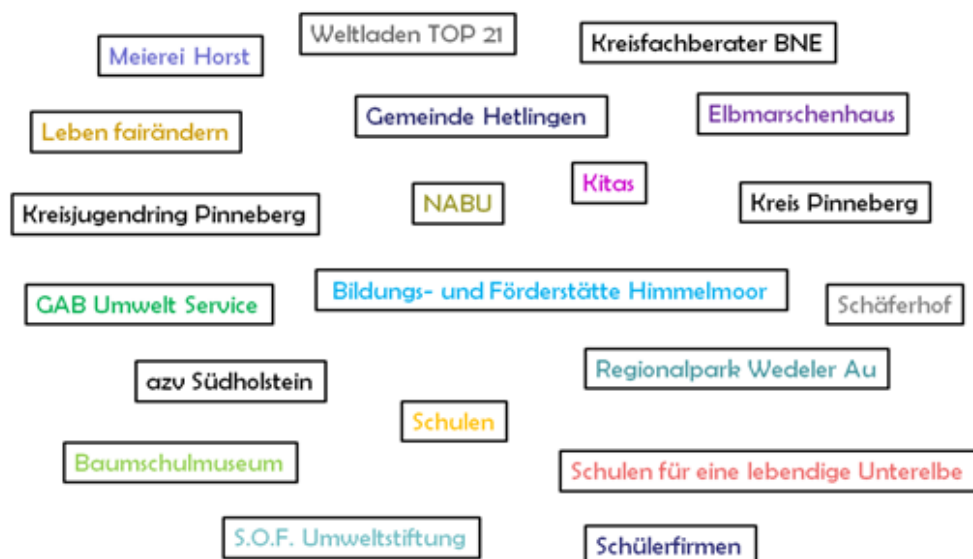 Weltladen TOP 21
Kreisfachberater BNE
Meierei Horst
Gemeinde Hetlingen
Elbmarschenhaus
Leben fairändern
Kitas
NABU
Kreisjugendring Pinneberg
Kreis Pinneberg
Bildungs- und Förderstätte Himmelmoor
GAB Umwelt Service
Schäferhof
Regionalpark Wedeler Au
azv Südholstein
Schulen
Baumschulmuseum
Schulen für eine lebendige Unterelbe
S.O.F. Umweltstiftung
Schülerfirmen